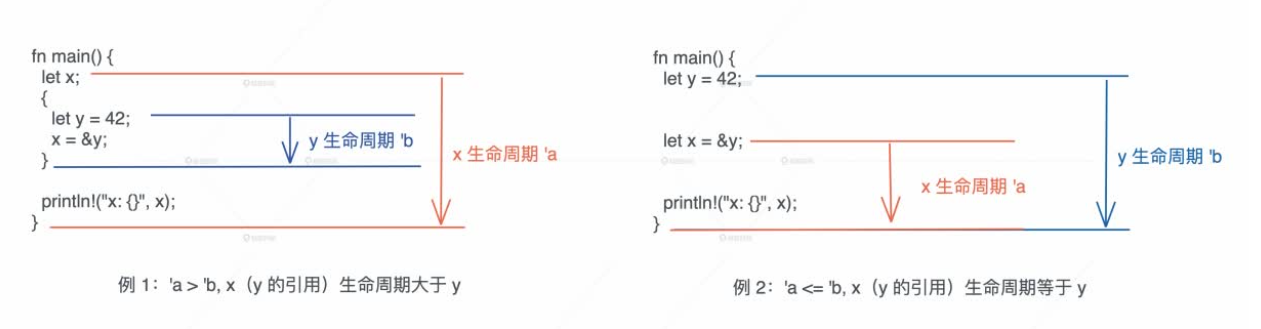 fn main() {
let x;
{
let y = 42;
x = &y;
}
println!("x: {}", x);
}
y 生命周期 'b
x 生命周期 'a
例 1：'a > 'b, x（y 的引用）生命周期大于 y
fn main() {
let y = 42;
let x = &y;
println!("x: {}", x);
}
x 生命周期 'a
y 生命周期 'b
例 2：'a <= 'b, x（y 的引用）生命周期等于 y